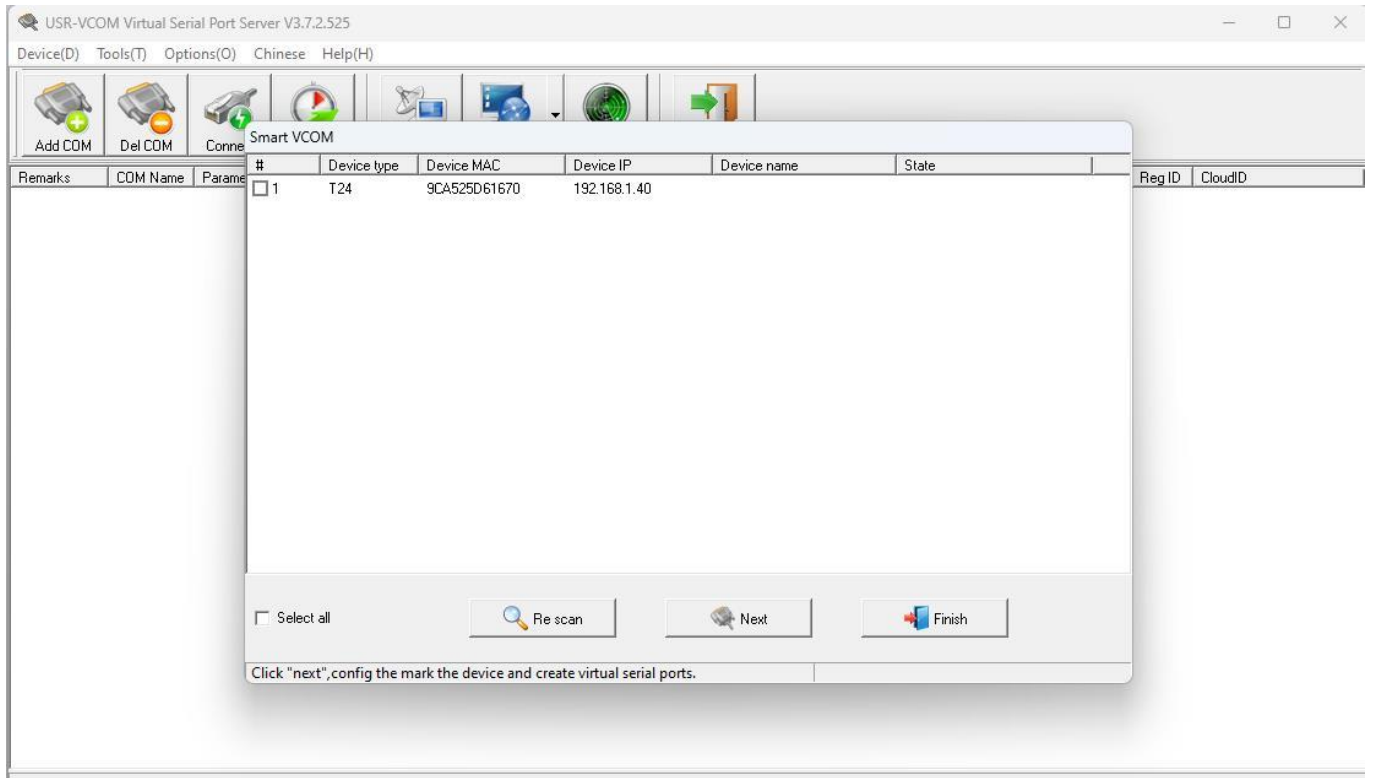 USR-VCOM Virtual Serial Port Server V3.7.2.525
Device(D) Tools(T) Options(O) Chinese Help(H)
Add COM Del COM Conne
Smart VCOM
# Device type Device MAC Device IP Device name State
Remarks COM Name Parame Reg ID CloudID
1 T24 9CA525D61670 192.168.1.40
Select all Re scan Next Finish
Click "next",config the mark the device and create virtual serial ports.